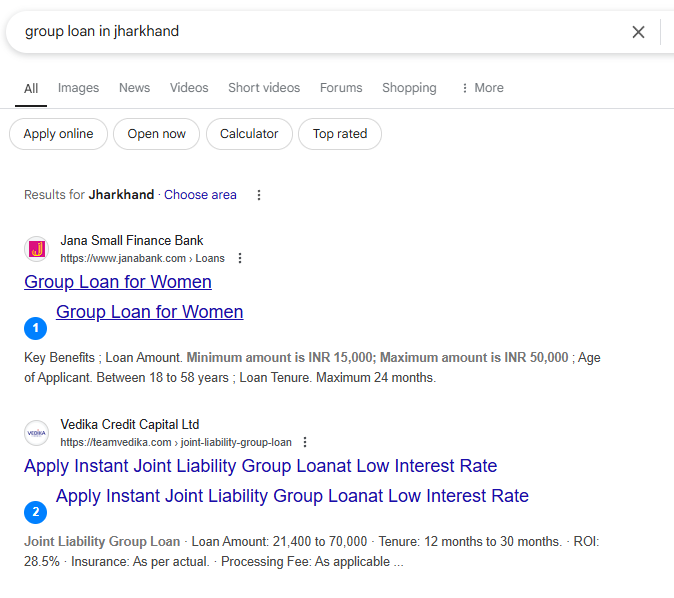 group loan in jharkhand
All Images News Videos Short videos Forums Shopping More
Apply online Open now Calculator Top rated
Results for Jharkhand · Choose area
Jana Small Finance Bank
https://www.janabank.com › Loans
Group Loan for Women
Group Loan for Women
1
Key Benefits ; Loan Amount. Minimum amount is INR 15,000; Maximum amount is INR 50,000 ; Age
of Applicant. Between 18 to 58 years ; Loan Tenure. Maximum 24 months.
Vedika Credit Capital Ltd
VEDIKA
https://teamvedika.com › joint-liability-group-loan
Apply Instant Joint Liability Group Loanat Low Interest Rate
Apply Instant Joint Liability Group Loanat Low Interest Rate
2
Joint Liability Group Loan · Loan Amount: 21,400 to 70,000 · Tenure: 12 months to 30 months. · ROI:
28.5% · Insurance: As per actual. · Processing Fee: As applicable ...